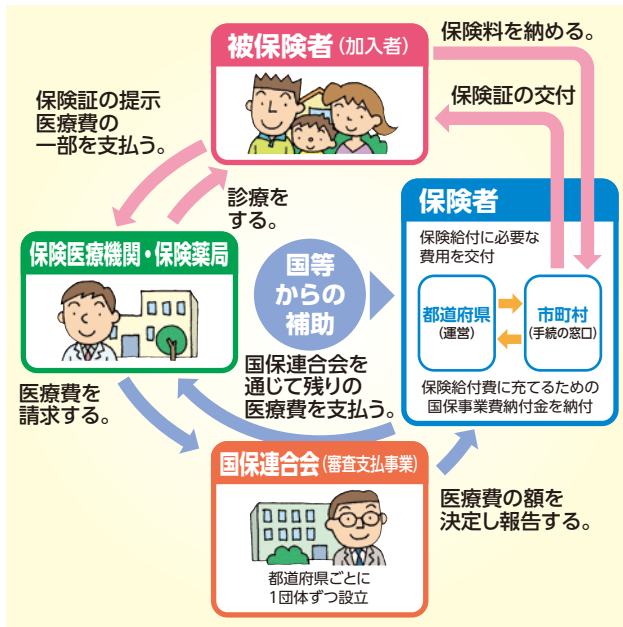 被保険者(加入者)
保険料を納める。
保険証の交付
保険証の提示
医療費の
一部を支払う。
診療を
する。
保険者
保険給付に必要な
費用を交付
都道府県
(運営)
市町村
(手続の窓口)
保険給付費に充てるための
国保事業費納付金を納付
保険医療機関・保険薬局
国等
からの
補助
医療費を
請求する。
国保連合会を
通じて残りの
医療費を支払う。
国保連合会(審査支払事業)
都道府県ごとに
1団体ずつ設立
医療費の額を
決定し報告する。